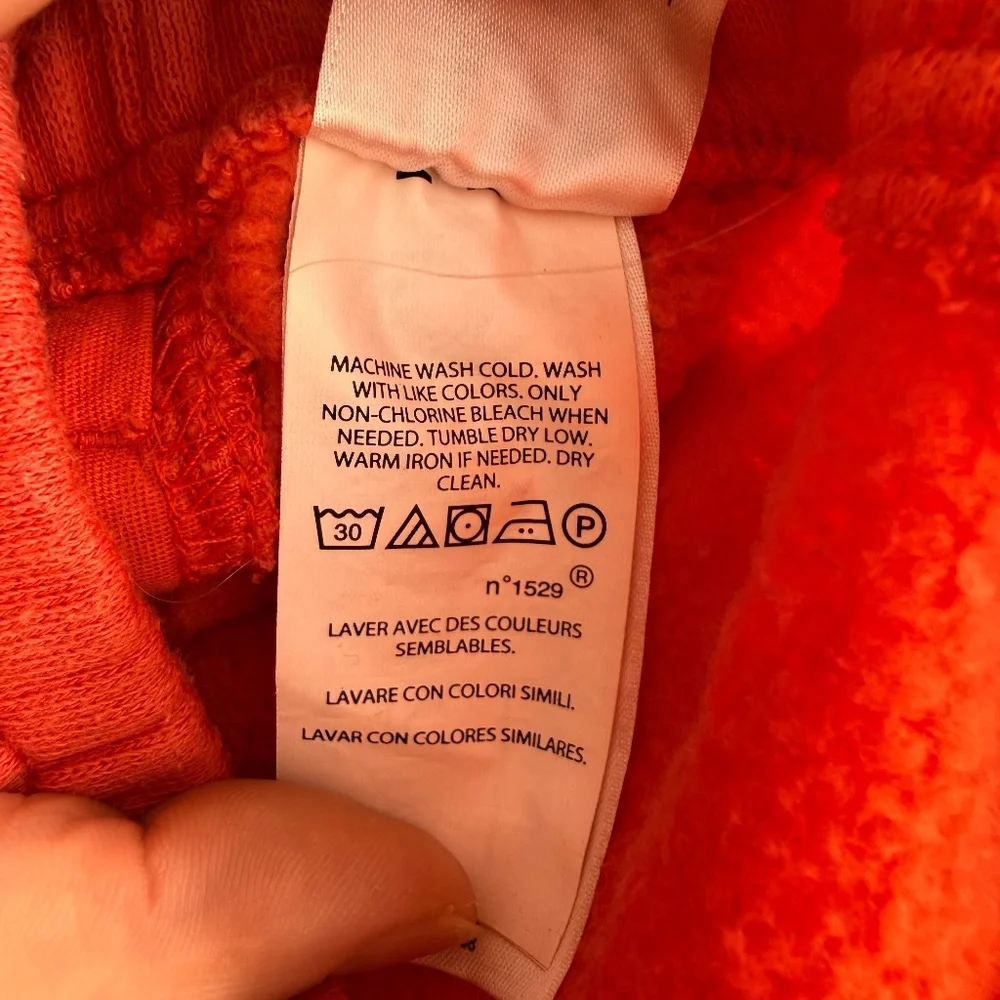 MACHINE WASH COLD. WASH
WITH LIKE COLORS. ONLY
NON-CHLORINE BLEACH WHEN
NEEDED. TUMBLE DRY LOW.
WARM IRON IF NEEDED. DRY
CLEAN.
30 P
n°1529 ®
LAVER AVEC DES COULEURS
SEMBLABLES.
LAVARE CON COLORI SIMILI.
LAVAR CON COLORES SIMILARES.